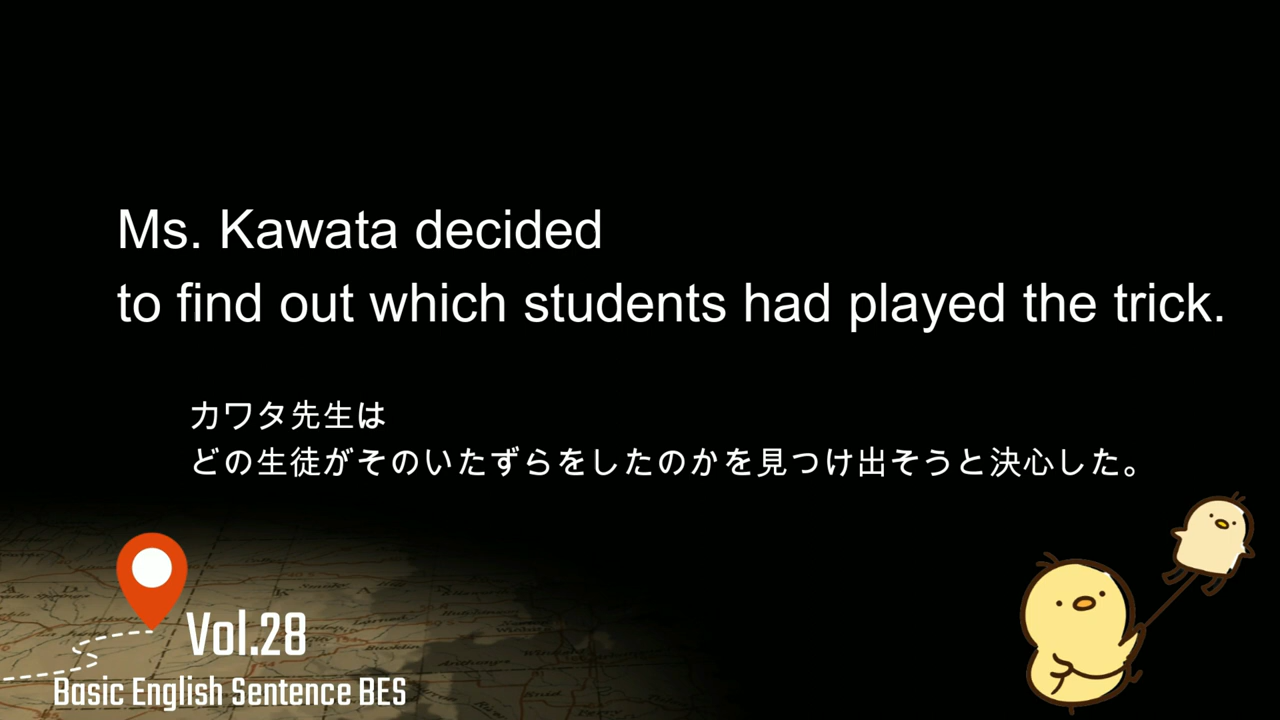 Ms. Kawata decided
to find out which students had played the trick.
カワタ先生は
どの生徒がそのいたずらをしたのかを見つけ出そうと決心した。
Vol.28
Basic English Sentence BES